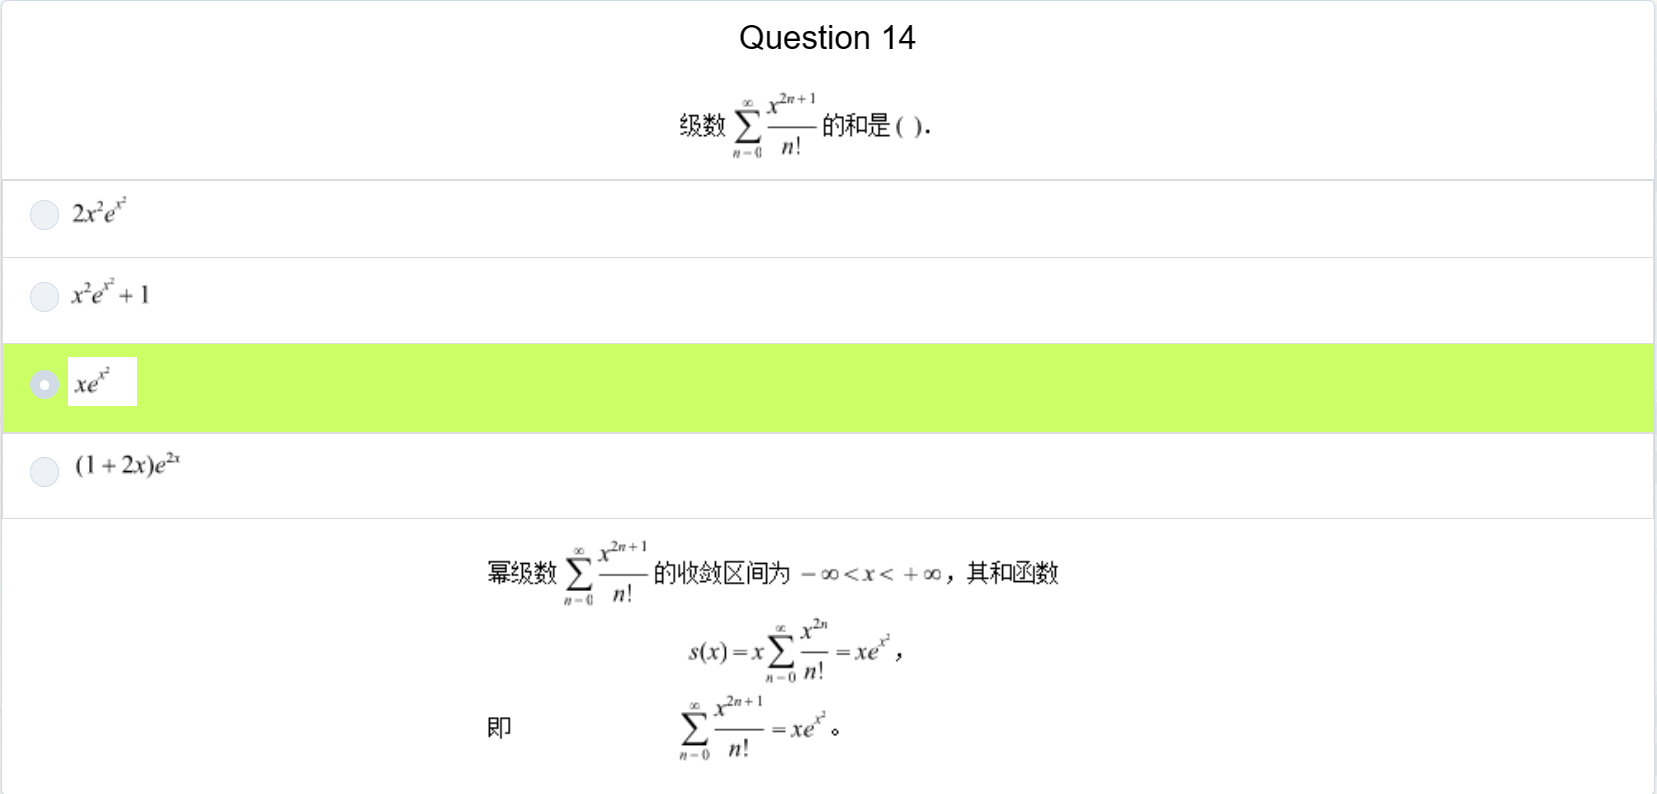 Question 14
级数 $\sum_{n=0}^{\infty} \frac{x^{2n+1}}{n!}$ 的和是 ( ).
$2x^2e^{x^2}$
$x^2e^{x^2}+1$
$xe^{x^2}$
$(1+2x)e^{2x}$
幂级数 $\sum_{n=0}^{\infty} \frac{x^{2n+1}}{n!}$ 的收敛区间为 $-\infty<x<+\infty$，其和函数
$s(x)=x\sum_{n=0}^{\infty} \frac{x^{2n}}{n!}=xe^{x^2}$，
即 $\sum_{n=0}^{\infty} \frac{x^{2n+1}}{n!}=xe^{x^2}$。